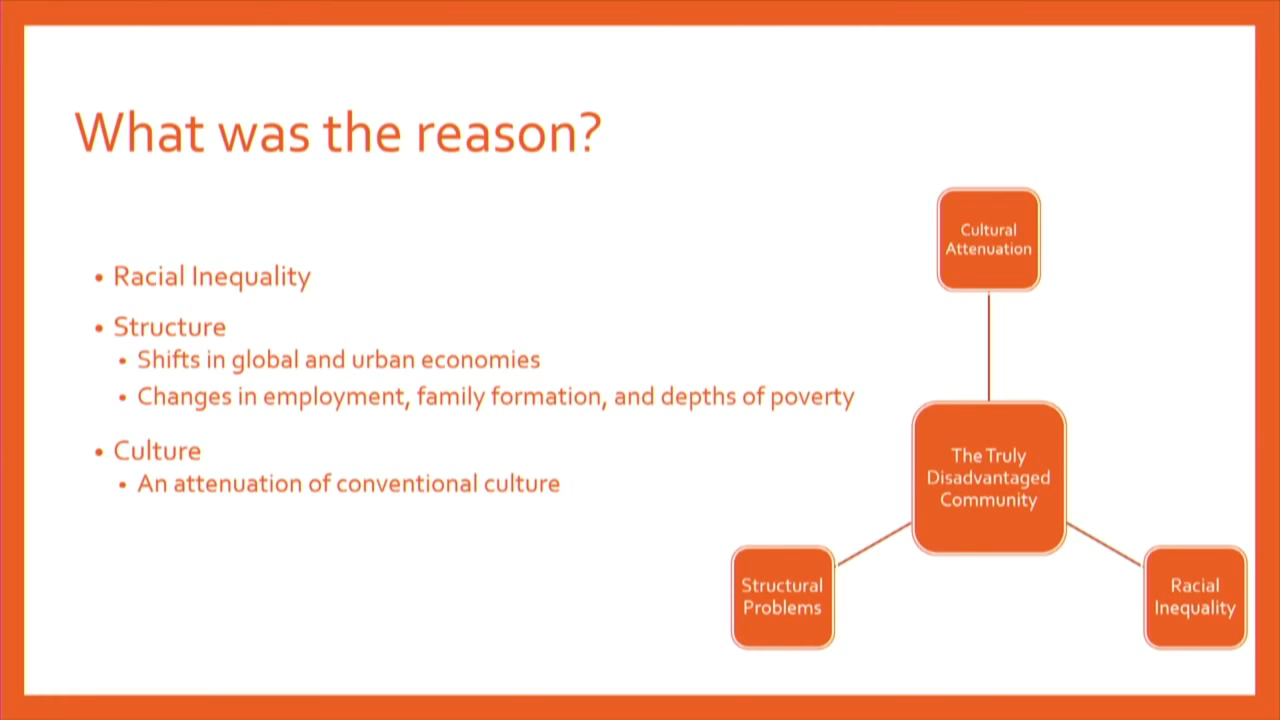 What was the reason?
• Racial Inequality
• Structure
• Shifts in global and urban economies
• Changes in employment, family formation, and depths of poverty
• Culture
• An attenuation of conventional culture
Cultural
Attenuation
The Truly
Disadvantaged
Community
Structural
Problems
Racial
Inequality